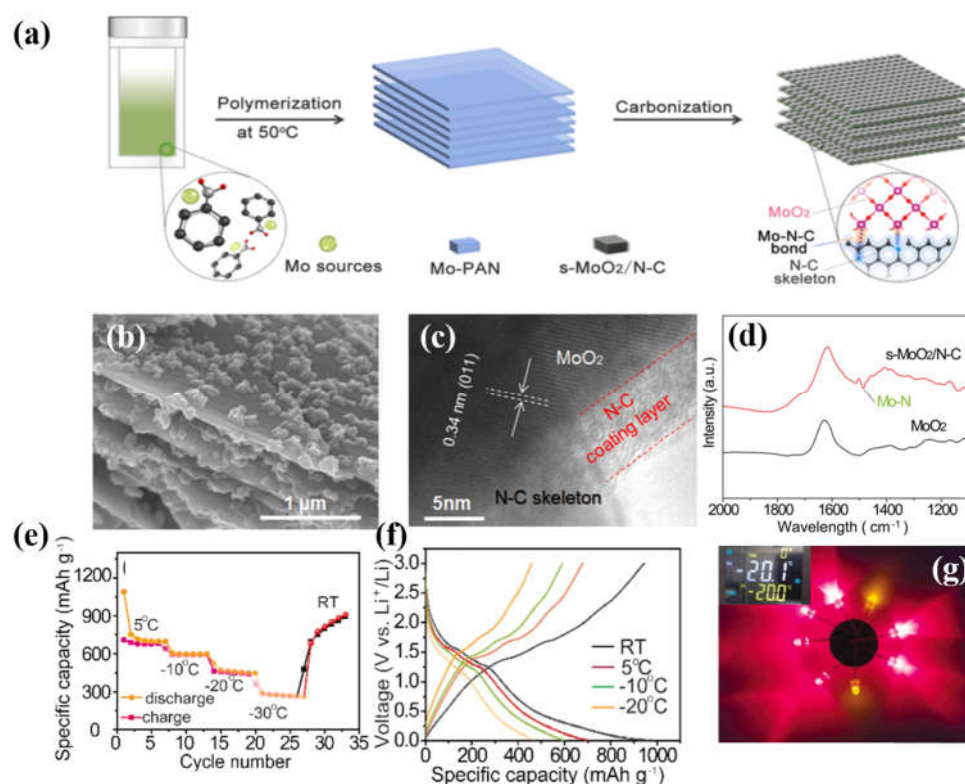 (a)
Polymerization
at 50°C
Carbonization
MoO₂
Mo-N-C
bond
N-C
skeleton
Mo sources
Mo-PAN
s-MoO₂/N-C
(b)
1 μm
(c)
MoO₂
0.34 nm (011)
N-C
coating layer
N-C skeleton
5nm
(d)
Intensity (a.u.)
s-MoO₂/N-C
Mo-N
MoO₂
2000 1800 1600 1400 1200
Wavelength ( cm⁻¹ )
(e)
Specific capacity (mAh g⁻¹)
1200
900
600
300
5°C
-10°C
-20°C
-30°C
RT
discharge
charge
0 5 10 15 20 25 30 35
Cycle number
(f)
Voltage (V vs. Li⁺/Li)
3.0
2.5
2.0
1.5
1.0
0.5
0.0
RT
5°C
-10°C
-20°C
0 200 400 600 800 1000
Specific capacity (mAh g⁻¹)
(g)
-20.1
-20.0